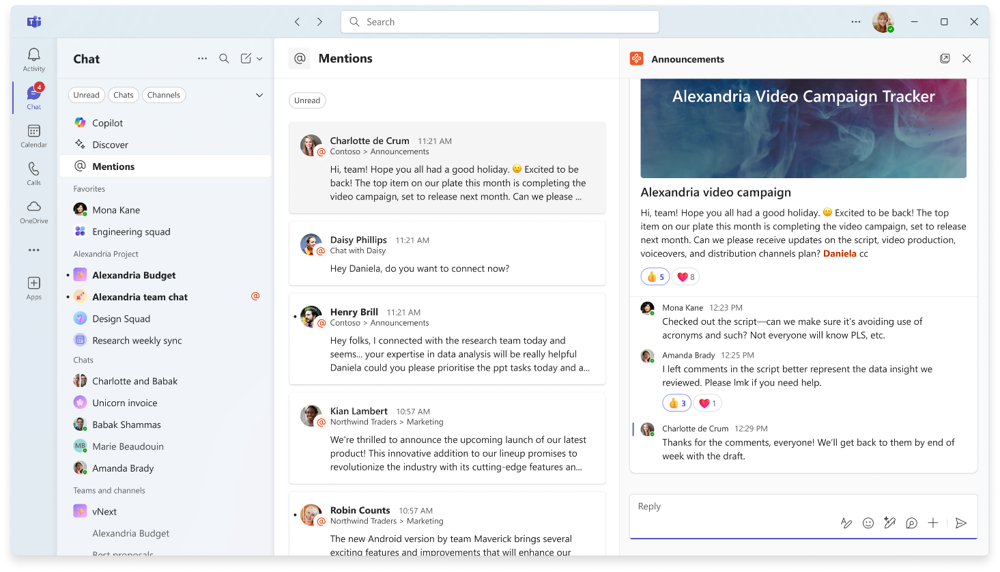 Search
Activity
4
Chat
Calendar
Calls
OneDrive
Apps
Chat
Unread
Chats
Channels
Copilot
Discover
@ Mentions
Favorites
Mona Kane
Engineering squad
Alexandria Project
Alexandria Budget
Alexandria team chat @
Design Squad
Research weekly sync
Chats
Charlotte and Babak
Unicorn invoice
Babak Shammas
MB Marie Beaudouin
Amanda Brady
Teams and channels
vNext
Alexandria Budget
Best proposals
@ Mentions
Unread
Charlotte de Crum 11:21 AM
@ Contoso > Announcements
Hi, team! Hope you all had a good holiday. 🙂 Excited to be
back! The top item on our plate this month is completing the
video campaign, set to release next month. Can we please ...
Daisy Phillips 11:21 AM
@ Chat with Daisy
Hey Daniela, do you want to connect now?
Henry Brill 11:21 AM
@ Contoso > Announcements
Hey folks, I connected with the research team today and
seems... your expertise in data analysis will be really helpful
Daniela could you please prioritise the ppt tasks today and a...
Kian Lambert 10:57 AM
@ Northwind Traders > Marketing
We're thrilled to announce the upcoming launch of our latest
product! This innovative addition to our lineup promises to
revolutionize the industry with its cutting-edge features an...
Robin Counts 10:57 AM
@ Northwind Traders > Marketing
The new Android version by team Maverick brings several
exciting features and improvements that will enhance our
Announcements
Alexandria Video Campaign Tracker
Alexandria video campaign
Hi, team! Hope you all had a good holiday. 🙂 Excited to be back! The top
item on our plate this month is completing the video campaign, set to release
next month. Can we please receive updates on the script, video production,
voiceovers, and distribution channels plan? Daniela cc
👍 5 ❤️ 8
Mona Kane 12:23 PM
Checked out the script—can we make sure it's avoiding use of
acronyms and such? Not everyone will know PLS, etc.
Amanda Brady 12:25 PM
I left comments in the script better represent the data insight we
reviewed. Please lmk if you need help.
👍 3 ❤️ 1
Charlotte de Crum 12:29 PM
Thanks for the comments, everyone! We'll get back to them by end of
week with the draft.
Reply